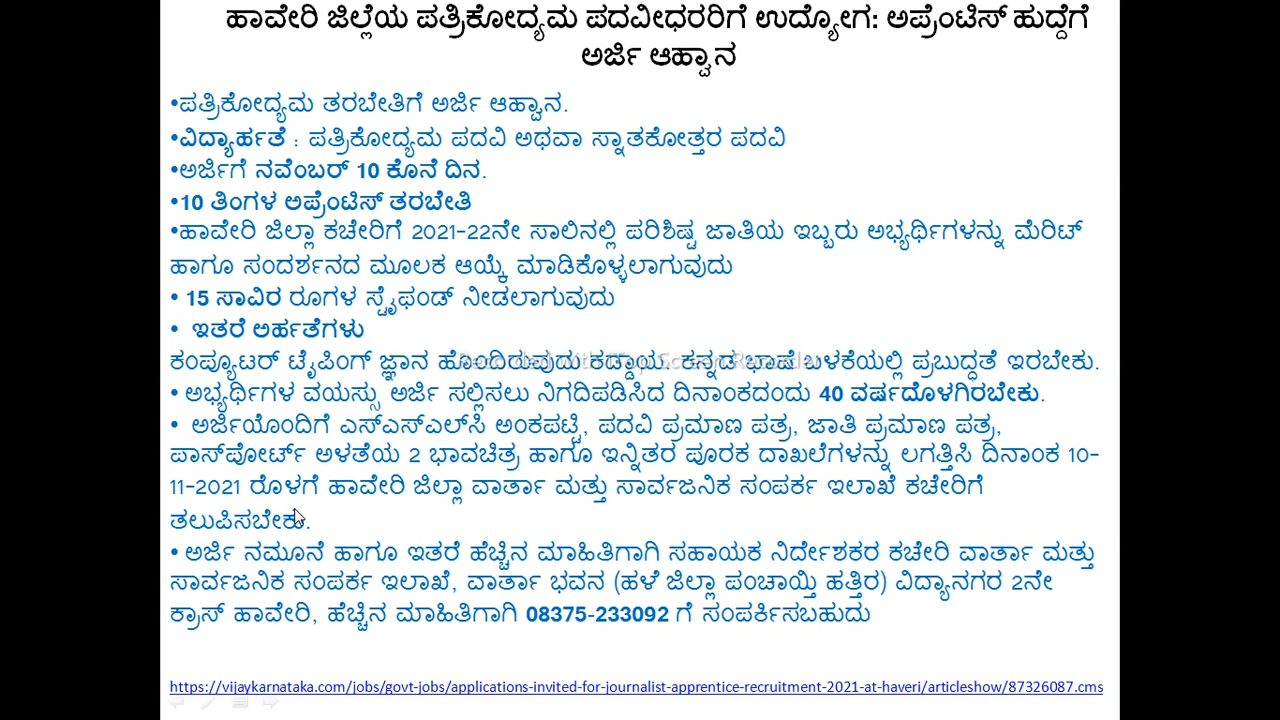 ಹಾವೇರಿ ಜಿಲ್ಲೆಯ ಪತ್ರಿಕೋದ್ಯಮ ಪದವೀಧರರಿಗೆ ಉದ್ಯೋಗ: ಅಪ್ರೆಂಟಿಸ್ ಹುದ್ದೆಗೆ
ಅರ್ಜಿ ಆಹ್ವಾನ
•ಪತ್ರಿಕೋದ್ಯಮ ತರಬೇತಿಗೆ ಅರ್ಜಿ ಆಹ್ವಾನ.
•ವಿದ್ಯಾರ್ಹತೆ : ಪತ್ರಿಕೋದ್ಯಮ ಪದವಿ ಅಥವಾ ಸ್ನಾತಕೋತ್ತರ ಪದವಿ
•ಅರ್ಜಿಗೆ ನವೆಂಬರ್ 10 ಕೊನೆ ದಿನ.
•10 ತಿಂಗಳ ಅಪ್ರೆಂಟಿಸ್ ತರಬೇತಿ
•ಹಾವೇರಿ ಜಿಲ್ಲಾ ಕಚೇರಿಗೆ 2021-22ನೇ ಸಾಲಿನಲ್ಲಿ ಪರಿಶಿಷ್ಟ ಜಾತಿಯ ಇಬ್ಬರು ಅಭ್ಯರ್ಥಿಗಳನ್ನು ಮೆರಿಟ್
ಹಾಗೂ ಸಂದರ್ಶನದ ಮೂಲಕ ಆಯ್ಕೆ ಮಾಡಿಕೊಳ್ಳಲಾಗುವುದು
• 15 ಸಾವಿರ ರೂಗಳ ಸ್ಟೈಫಂಡ್ ನೀಡಲಾಗುವುದು
• ಇತರೆ ಅರ್ಹತೆಗಳು
ಕಂಪ್ಯೂಟರ್ ಟೈಪಿಂಗ್ ಜ್ಞಾನ ಹೊಂದಿರುವುದು ಕಡ್ಡಾಯ. ಕನ್ನಡ ಭಾಷೆ ಬಳಕೆಯಲ್ಲಿ ಪ್ರಬುದ್ಧತೆ ಇರಬೇಕು.
Recorded with iTop Screen Recorder
• ಅಭ್ಯರ್ಥಿಗಳ ವಯಸ್ಸು ಅರ್ಜಿ ಸಲ್ಲಿಸಲು ನಿಗದಿಪಡಿಸಿದ ದಿನಾಂಕದಂದು 40 ವರ್ಷದೊಳಗಿರಬೇಕು.
• ಅರ್ಜಿಯೊಂದಿಗೆ ಎಸ್‌ಎಸ್‌ಎಲ್‌ಸಿ ಅಂಕಪಟ್ಟಿ, ಪದವಿ ಪ್ರಮಾಣ ಪತ್ರ, ಜಾತಿ ಪ್ರಮಾಣ ಪತ್ರ,
ಪಾಸ್‌ಪೋರ್ಟ್ ಅಳತೆಯ 2 ಭಾವಚಿತ್ರ ಹಾಗೂ ಇನ್ನಿತರ ಪೂರಕ ದಾಖಲೆಗಳನ್ನು ಲಗತ್ತಿಸಿ ದಿನಾಂಕ 10-
11-2021 ರೊಳಗೆ ಹಾವೇರಿ ಜಿಲ್ಲಾ ವಾರ್ತಾ ಮತ್ತು ಸಾರ್ವಜನಿಕ ಸಂಪರ್ಕ ಇಲಾಖೆ ಕಚೇರಿಗೆ
ತಲುಪಿಸಬೇಕು.
• ಅರ್ಜಿ ನಮೂನೆ ಹಾಗೂ ಇತರೆ ಹೆಚ್ಚಿನ ಮಾಹಿತಿಗಾಗಿ ಸಹಾಯಕ ನಿರ್ದೇಶಕರ ಕಚೇರಿ ವಾರ್ತಾ ಮತ್ತು
ಸಾರ್ವಜನಿಕ ಸಂಪರ್ಕ ಇಲಾಖೆ, ವಾರ್ತಾ ಭವನ (ಹಳೆ ಜಿಲ್ಲಾ ಪಂಚಾಯ್ತಿ ಹತ್ತಿರ) ವಿದ್ಯಾನಗರ 2ನೇ
ಕ್ರಾಸ್ ಹಾವೇರಿ, ಹೆಚ್ಚಿನ ಮಾಹಿತಿಗಾಗಿ 08375-233092 ಗೆ ಸಂಪರ್ಕಿಸಬಹುದು
https://vijaykarnataka.com/jobs/govt-jobs/applications-invited-for-journalist-apprentice-recruitment-2021-at-haveri/articleshow/87326087.cms